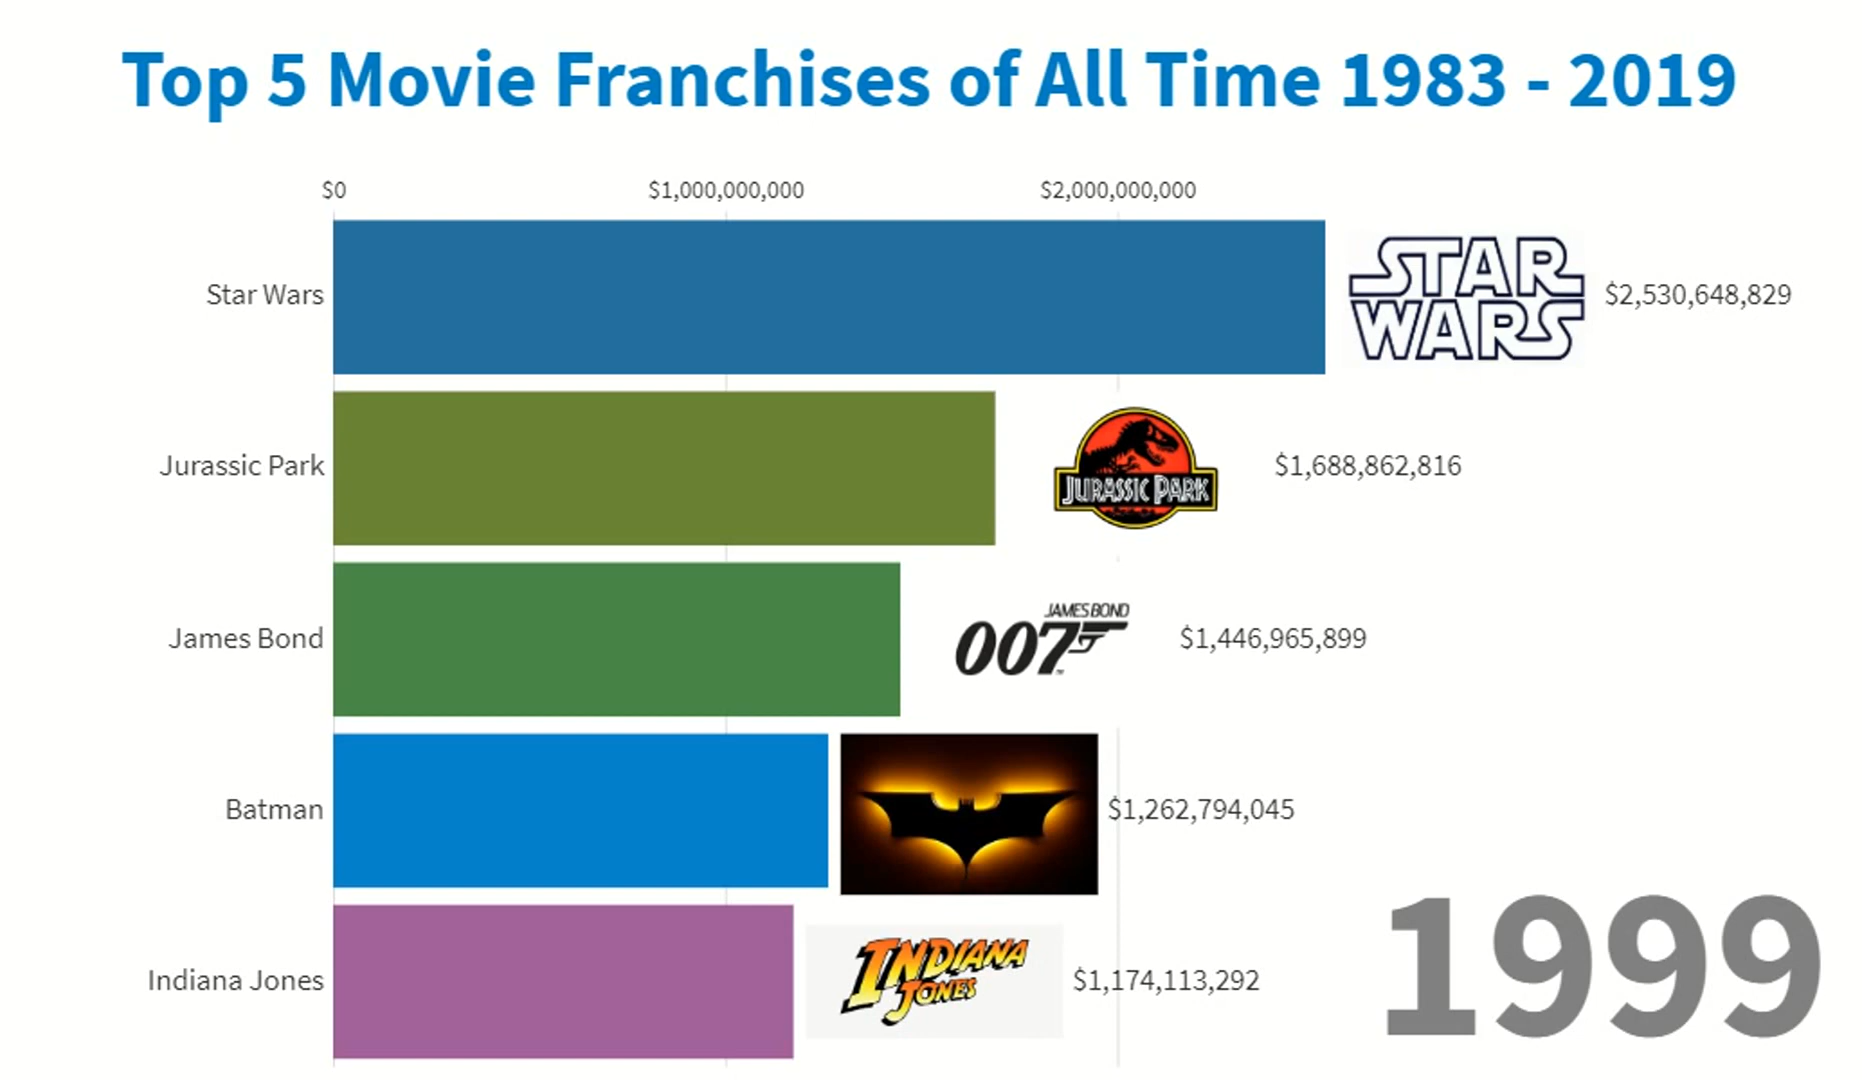 Top 5 Movie Franchises of All Time 1983 - 2019
$0 $1,000,000,000 $2,000,000,000
Star Wars STAR WARS $2,530,648,829
Jurassic Park JURASSIC PARK $1,688,862,816
James Bond JAMES BOND 007 $1,446,965,899
Batman $1,262,794,045
Indiana Jones INDIANA JONES $1,174,113,292
1999